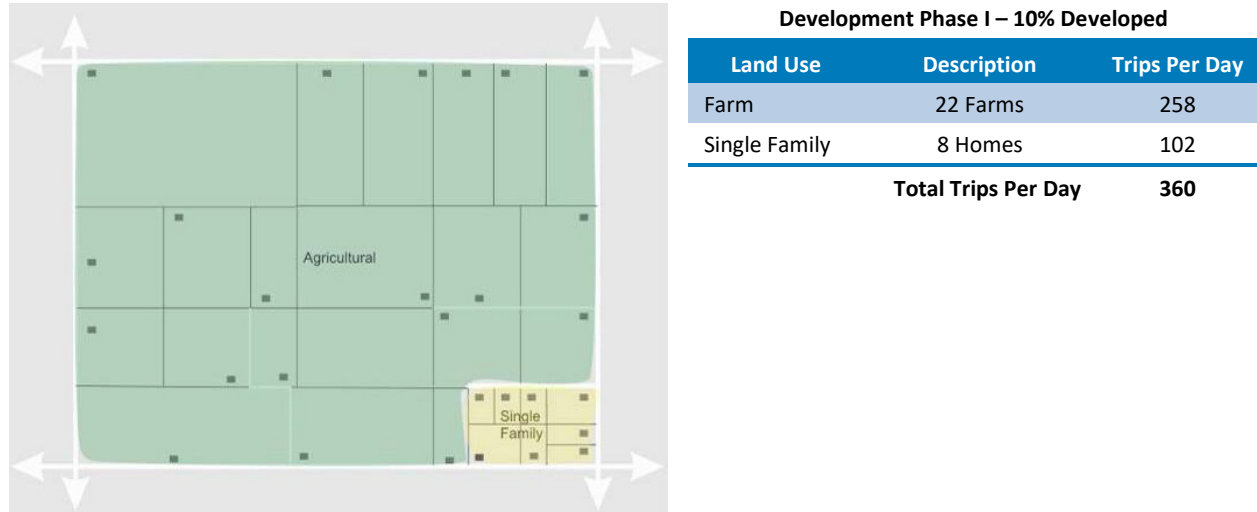 Agricultural
Single
Family
Development Phase I – 10% Developed
Land Use Description Trips Per Day
Farm 22 Farms 258
Single Family 8 Homes 102
Total Trips Per Day 360